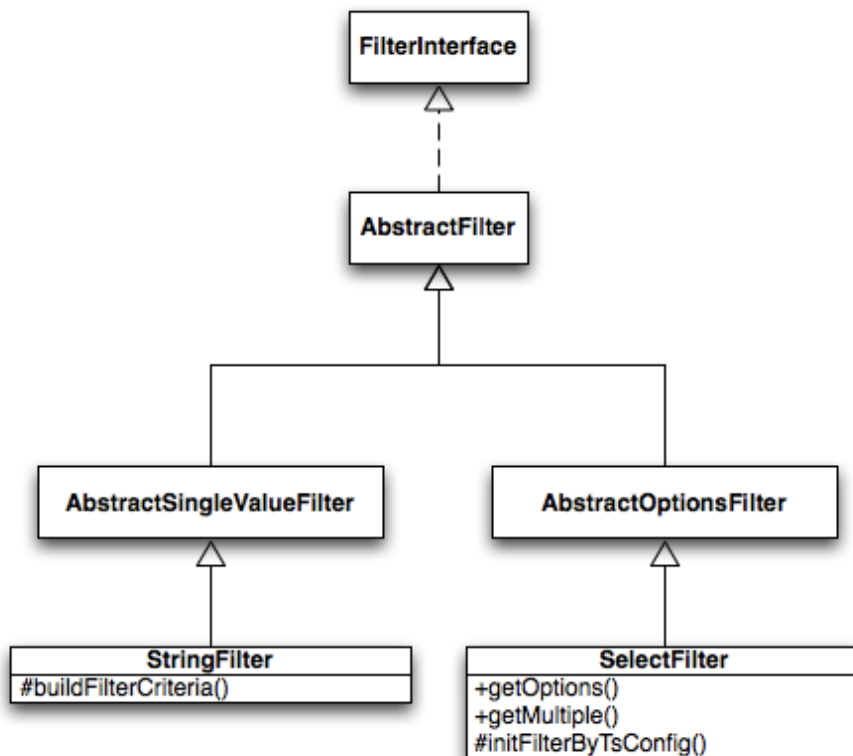 FilterInterface
AbstractFilter
AbstractSingleValueFilter
AbstractOptionsFilter
StringFilter
#buildFilterCriteria()
SelectFilter
+getOptions()
+getMultiple()
#initFilterByTsConfig()